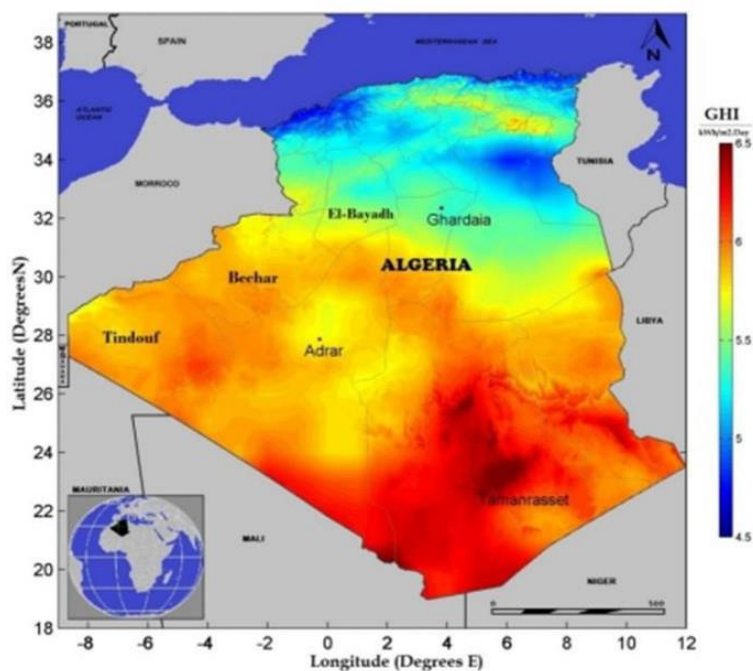 PORTUGAL
SPAIN
MEDITERRANEAN SEA
N
ATLANTIC
OCEAN
MORROCO
TUNISIA
El-Bayadh
Ghardaia
ALGERIA
Bechar
LIBYA
Tindouf
Adrar
Tamanrasset
MAURITANIA
MALI
NIGER
0
500
38
36
34
32
30
28
26
24
22
20
18
-8
-6
-4
-2
0
2
4
6
8
10
12
Latitude (DegreesN)
Longitude (Degrees E)
GHI
kWh/m2.Day
6.5
6
5.5
5
4.5